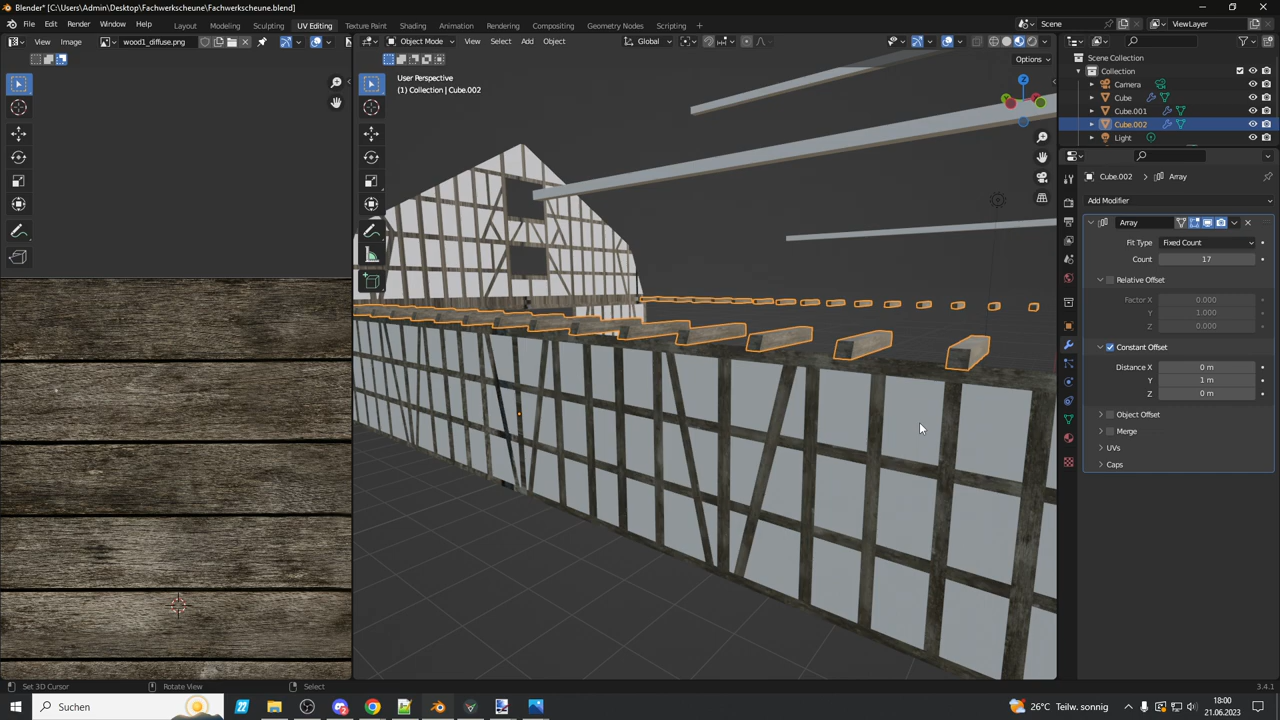 Blender* [C:\Users\Admin\Desktop\Fachwerkscheune\Fachwerkscheune.blend]
File Edit Render Window Help Layout Modeling Sculpting UV Editing Texture Paint Shading Animation Rendering Compositing Geometry Nodes Scripting + Scene ViewLayer
View Image wood1_diffuse.png Object Mode View Select Add Object Global
Options
User Perspective
(1) Collection | Cube.002
Scene Collection
Collection
Camera
Cube
Cube.001
Cube.002
Light
Cube.002 > Array
Add Modifier
Array
Fit Type Fixed Count
Count 17
Relative Offset
Factor X 0.000
Y 1.000
Z 0.000
Constant Offset
Distance X 0 m
Y 1 m
Z 0 m
Object Offset
Merge
UVs
Caps
Set 3D Cursor Rotate View Select 3.4.1
Suchen 26°C Teilw. sonnig 18:00
21.06.2023